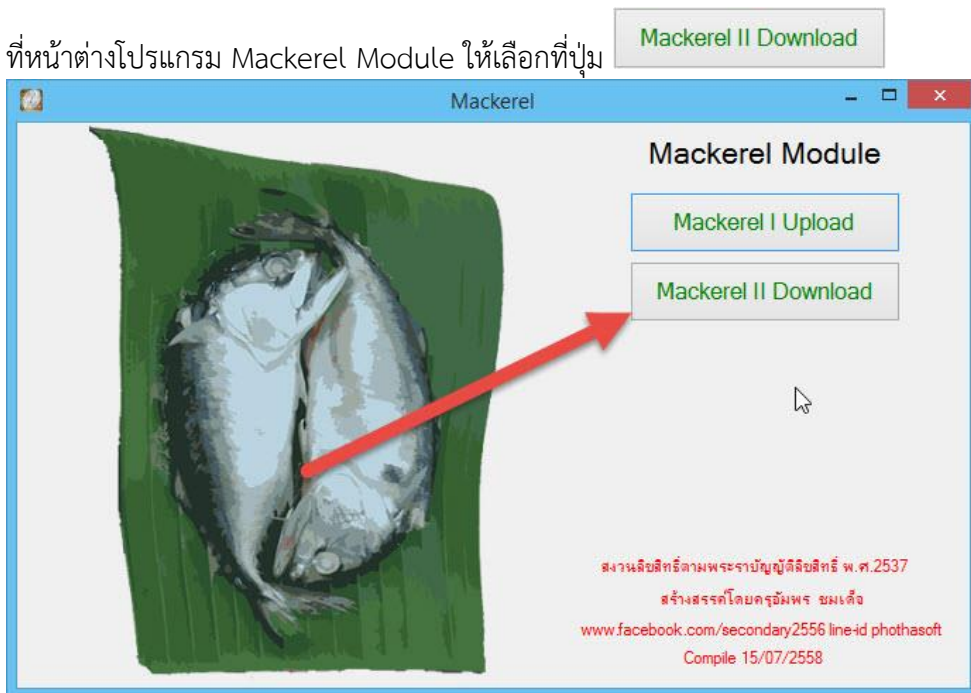 ที่หน้าต่างโปรแกรม Mackerel Module ให้เลือกที่ปุ่ม Mackerel II Download
Mackerel
Mackerel Module
Mackerel I Upload
Mackerel II Download
สงวนลิขสิทธิ์ตามพระราบัญญัติลิขสิทธิ์ พ.ศ.2537
สร้างสรรค์โดยครูอัมพร ชมเด็จ
www.facebook.com/secondary2556 line-id phothasoft
Compile 15/07/2558